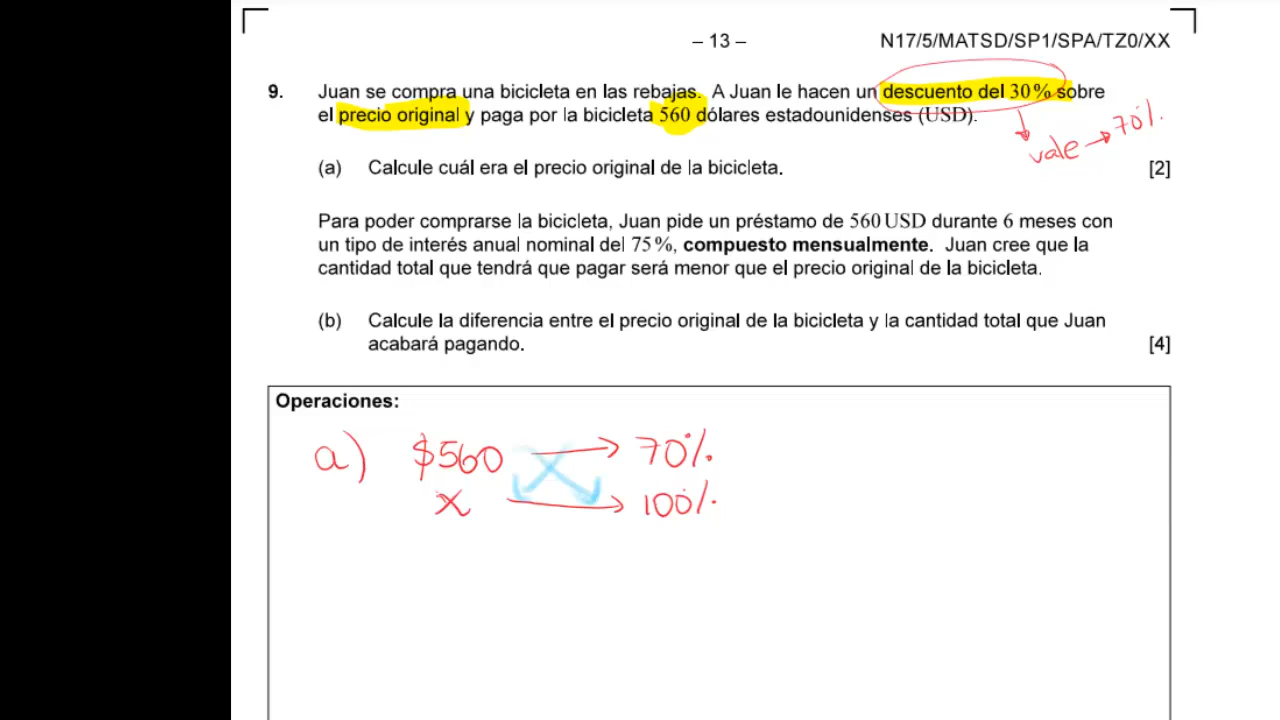 – 13 –
N17/5/MATSD/SP1/SPA/TZ0/XX
9. Juan se compra una bicicleta en las rebajas. A Juan le hacen un descuento del 30 % sobre
el precio original y paga por la bicicleta 560 dólares estadounidenses (USD).
vale → 70%
(a) Calcule cuál era el precio original de la bicicleta. [2]
Para poder comprarse la bicicleta, Juan pide un préstamo de 560 USD durante 6 meses con
un tipo de interés anual nominal del 75 %, compuesto mensualmente. Juan cree que la
cantidad total que tendrá que pagar será menor que el precio original de la bicicleta.
(b) Calcule la diferencia entre el precio original de la bicicleta y la cantidad total que Juan
acabará pagando. [4]
Operaciones:
a) $560 → 70%
x → 100%